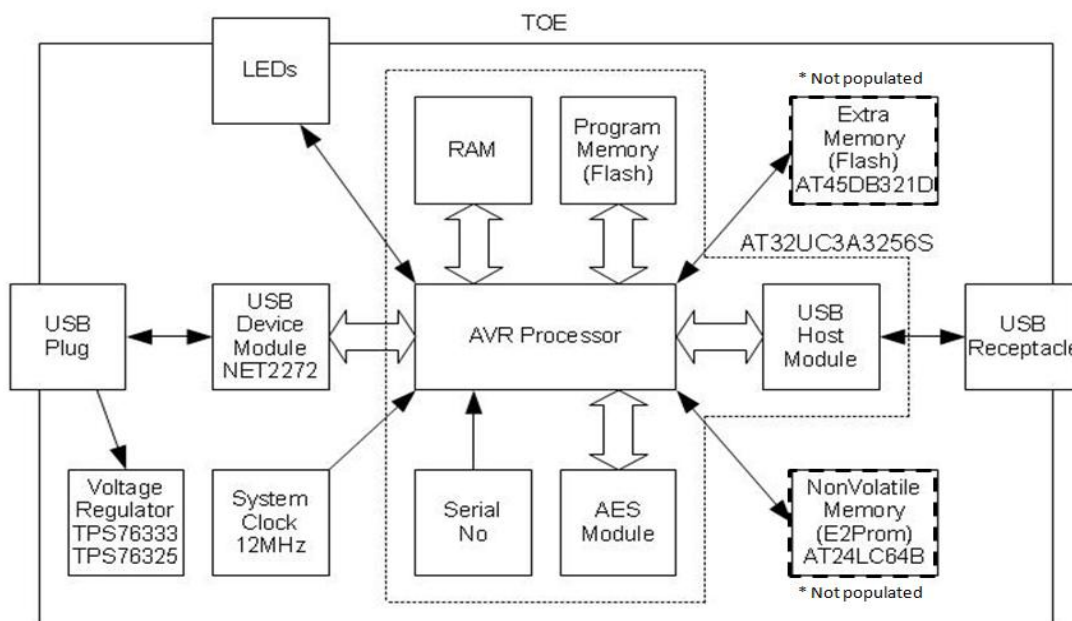 TOE
LEDs
* Not populated
Extra
Memory
(Flash)
AT45DB321D
RAM
Program
Memory
(Flash)
AT32UC3A3256S
USB
Plug
USB
Device
Module
NET2272
AVR Processor
USB
Host
Module
USB
Receptacle
Voltage
Regulator
TPS76333
TPS76325
System
Clock
12MHz
Serial
No
AES
Module
NonVolatile
Memory
(E2Prom)
AT24LC64B
* Not populated